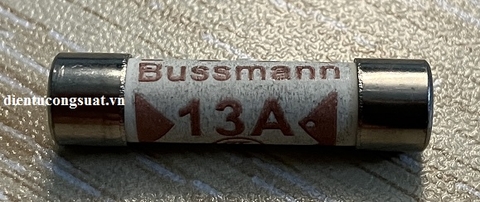 Bussmann
dientucongsuat.vn
13A